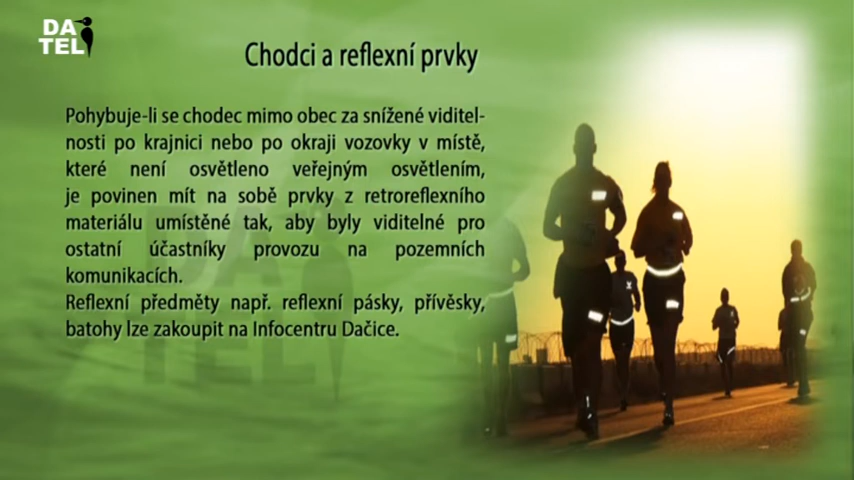 DA
TEL
Chodci a reflexní prvky
Pohybuje-li se chodec mimo obec za snížené viditel-
nosti po krajnici nebo po okraji vozovky v místě,
které není osvětleno veřejným osvětlením,
je povinen mít na sobě prvky z retroreflexního
materiálu umístěné tak, aby byly viditelné pro
ostatní účastníky provozu na pozemních
komunikacích.
Reflexní předměty např. reflexní pásky, přívěsky,
batohy lze zakoupit na Infocentru Dačice.
DA
TEL